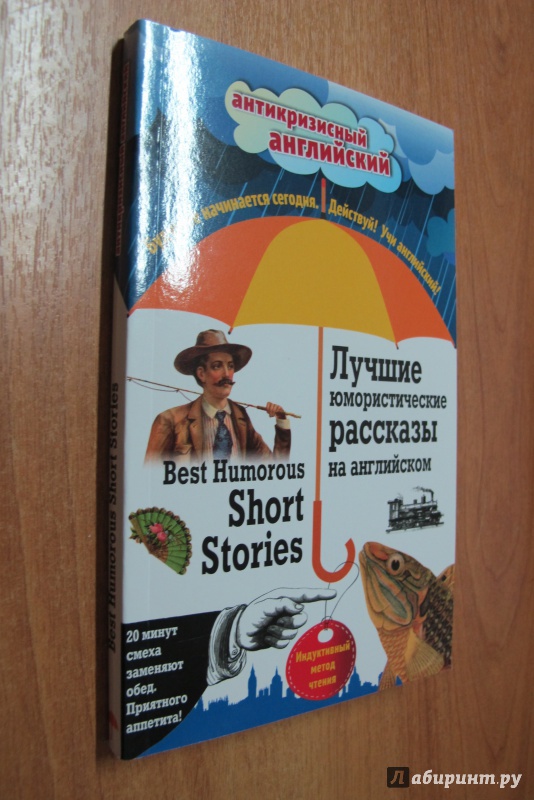 антикризисный
английский
начинается сегодня. Действуй! Учи английский!
Лучшие
юмористические
рассказы
на английском
Best Humorous
Short
Stories
20 минут
смеха
заменяют
обед.
Приятного
аппетита!
Индуктивный
метод
чтения
Best Humorous Short Stories
Лабиринт.ру